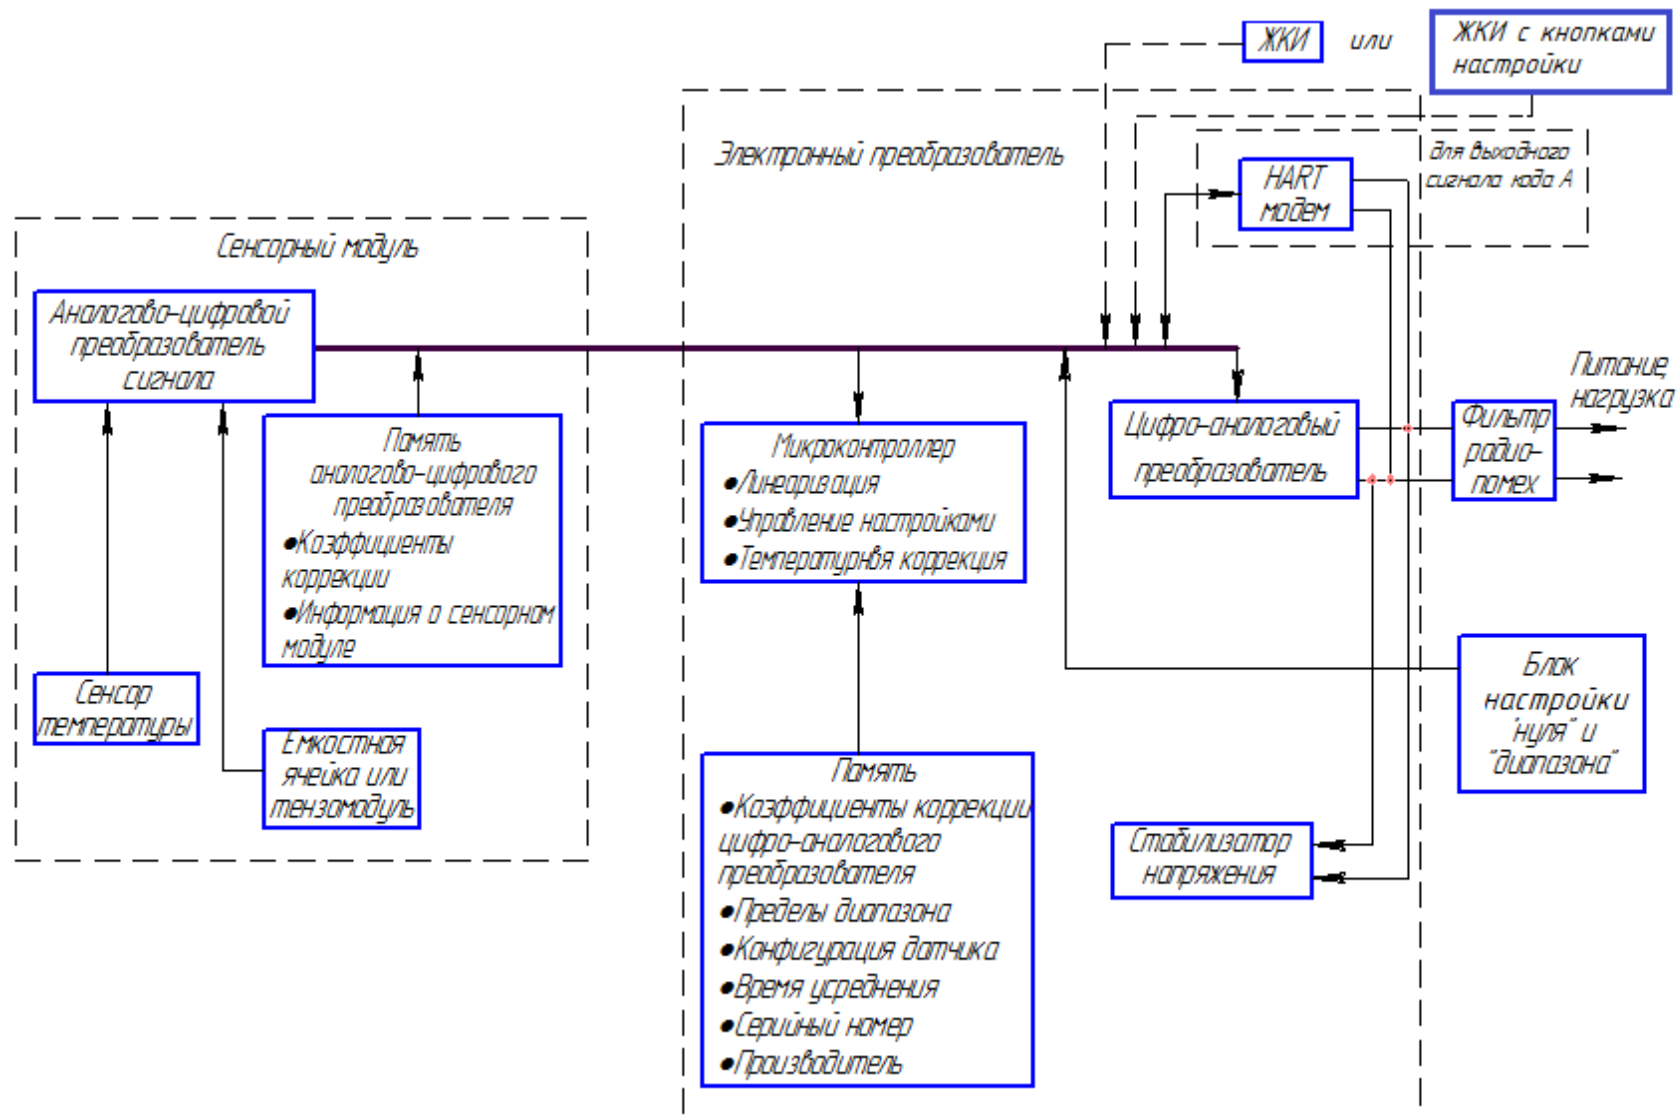 ЖКИ или
ЖКИ с кнопками
настройки
Электронный преобразователь
для выходного
сигнала кода А
HART
модем
Сенсорный модуль
Аналогово-цифровой
преобразователь
сигнала
Память
аналогово-цифрового
преобразователя
●Коэффициенты
коррекции
●Информация о сенсорном
модуле
Сенсор
температуры
Емкостная
ячейка или
тензомодуль
Микроконтроллер
●Линеаризация
●Управление настройками
●Температурная коррекция
Цифро-аналоговый
преобразователь
Фильтр
радио-
помех
Питание,
нагрузка
Блок
настройки
"нуля" и
"диапазона"
Стабилизатор
напряжения
Память
●Коэффициенты коррекции
цифро-аналогового
преобразователя
●Пределы диапазона
●Конфигурация датчика
●Время усреднения
●Серийный номер
●Производитель